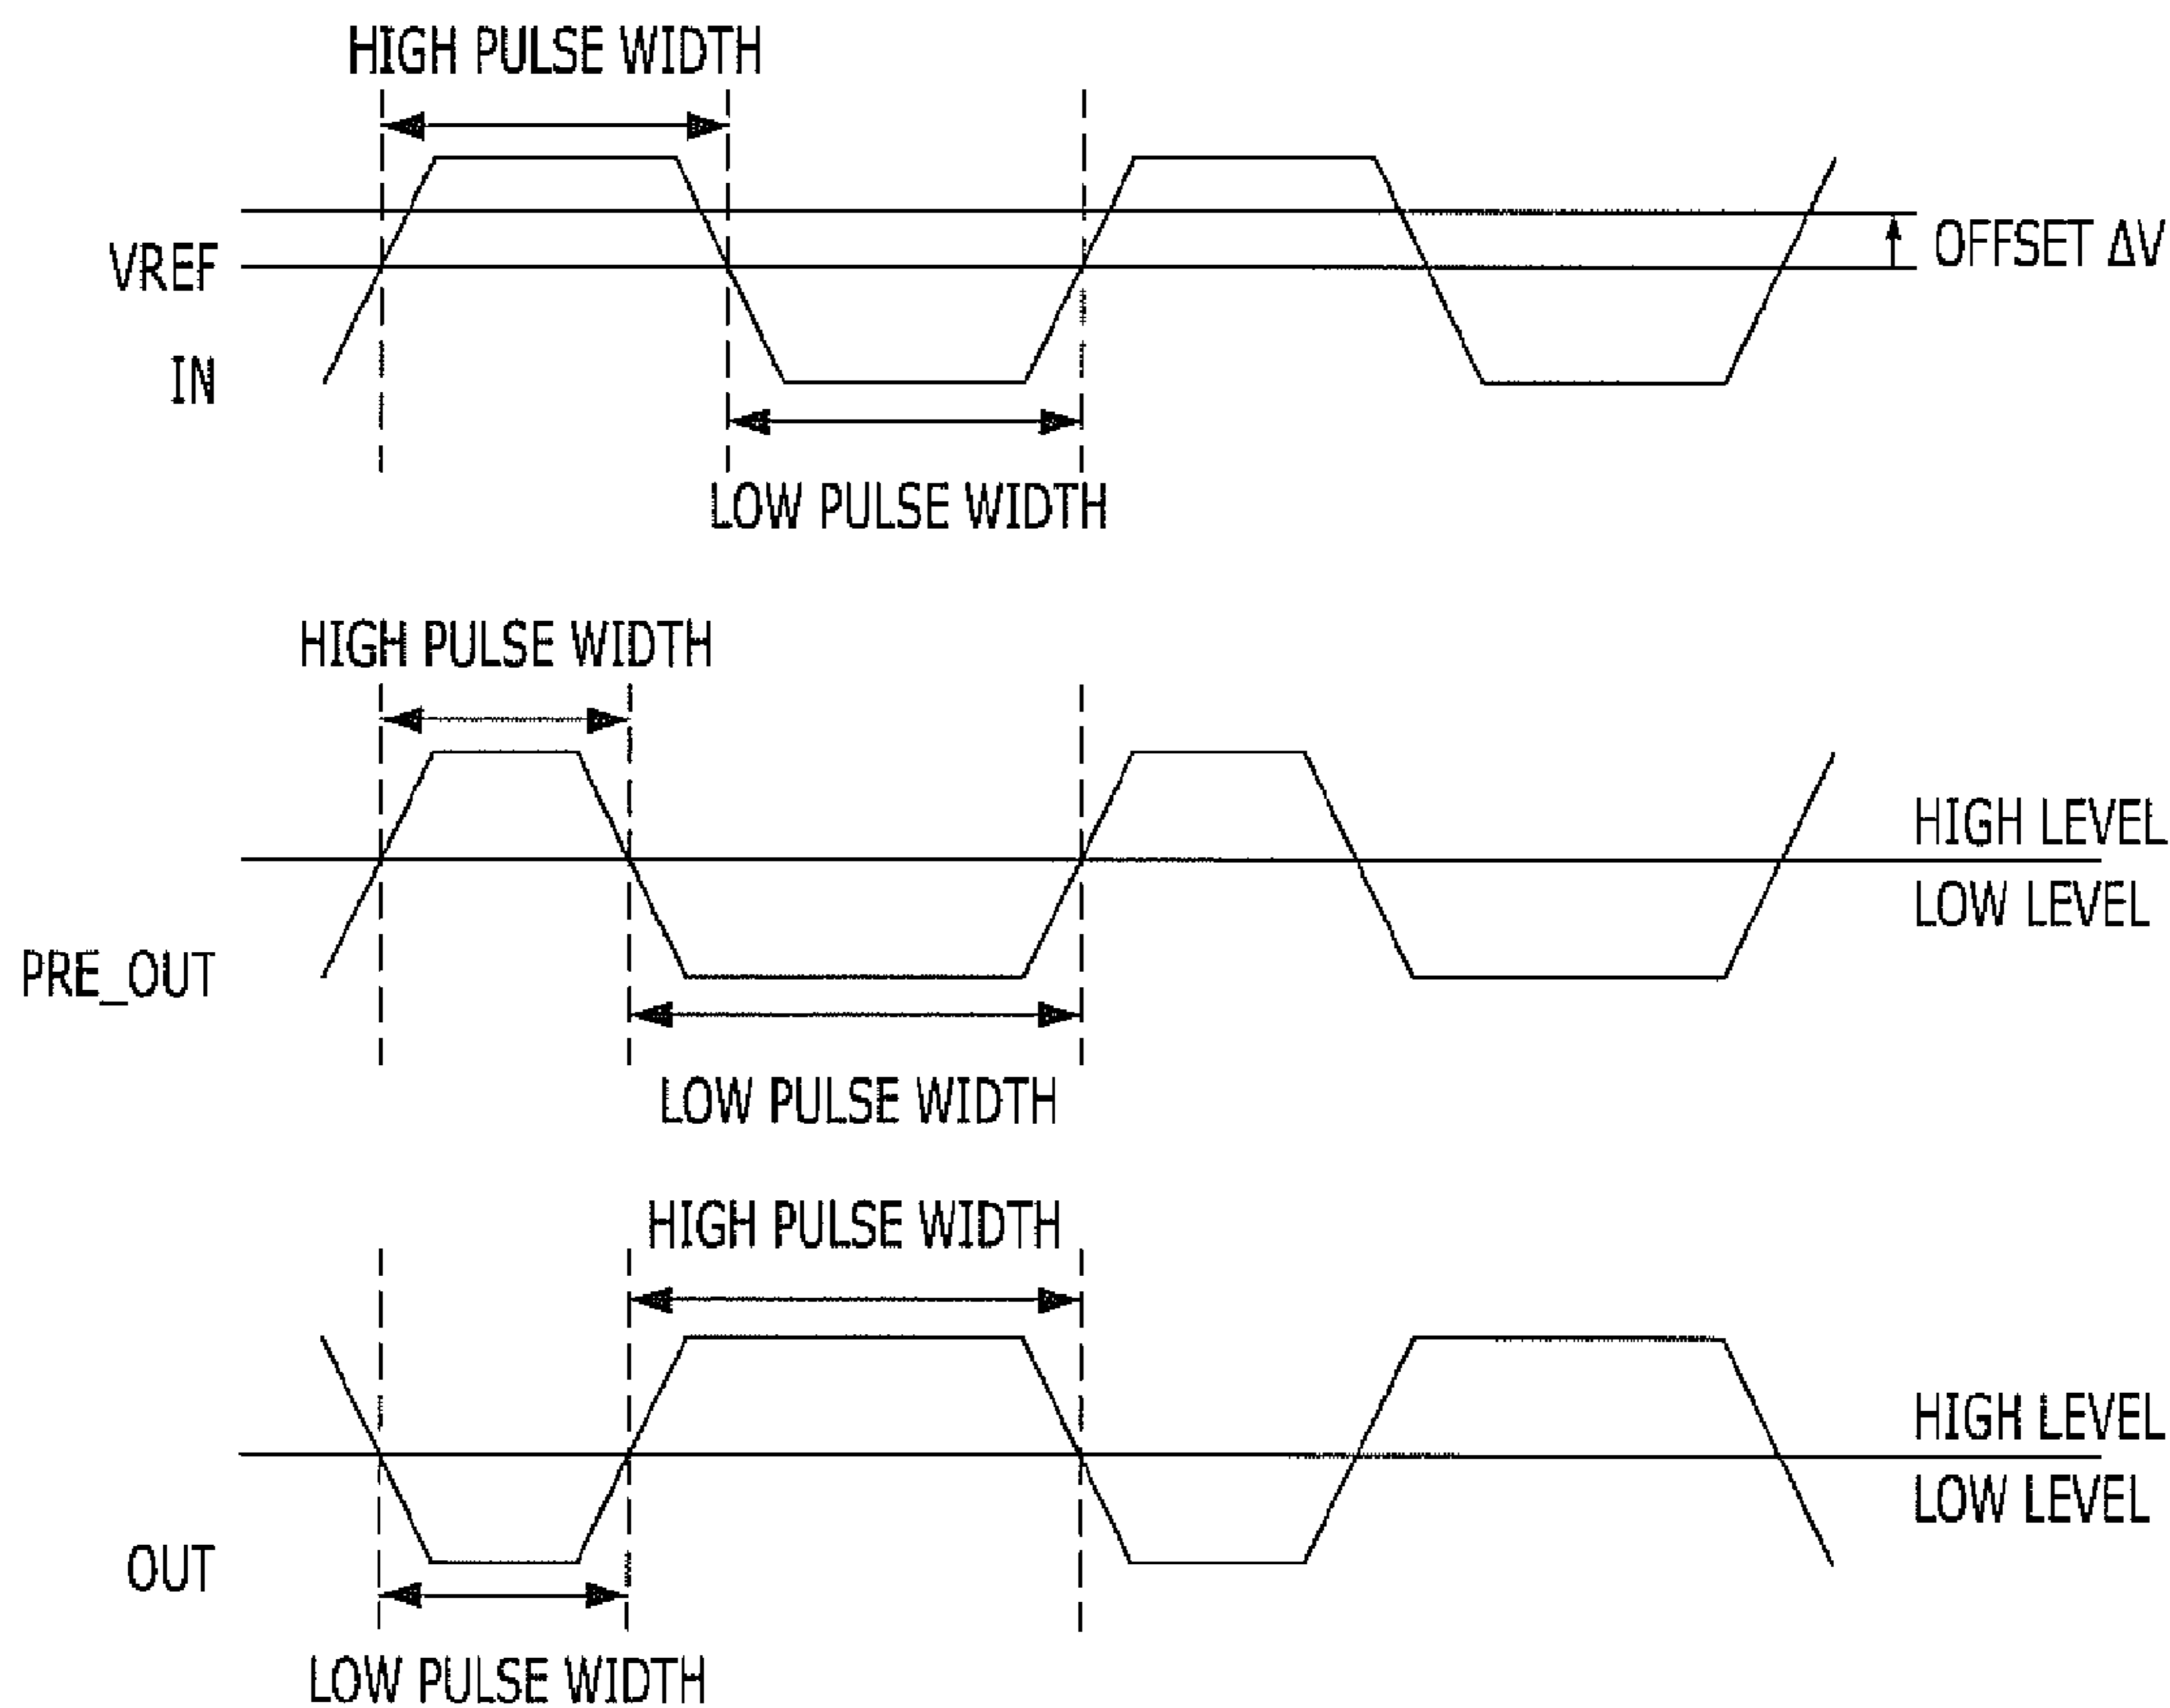 HIGH PULSE WIDTH
VREF
OFFSET ΔV
IN
LOW PULSE WIDTH
HIGH PULSE WIDTH
HIGH LEVEL
LOW LEVEL
PRE_OUT
LOW PULSE WIDTH
HIGH PULSE WIDTH
HIGH LEVEL
LOW LEVEL
OUT
LOW PULSE WIDTH